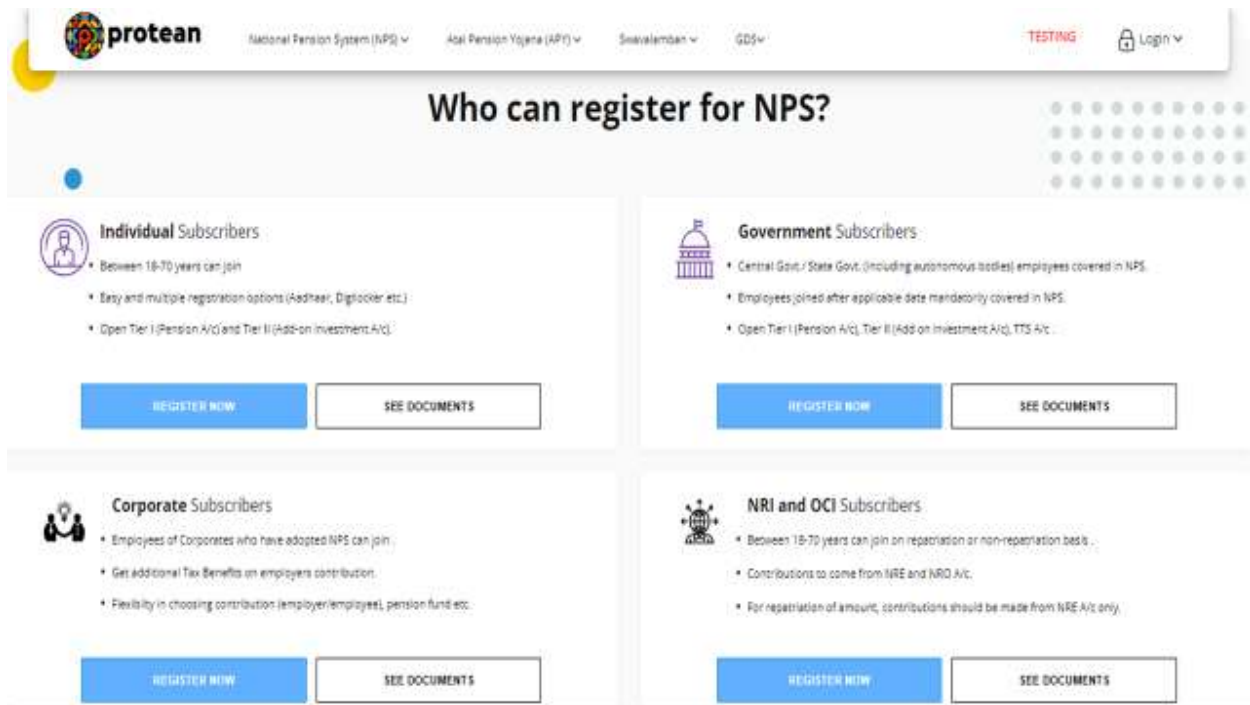 protean
National Pension System (NPS)
Atal Pension Yojana (APY)
Swavalamban
GDS
TESTING
Login
Who can register for NPS?
Individual Subscribers
• Between 18-70 years can join
• Easy and multiple registration options (Aadhaar, Digilocker etc.)
• Open Tier I (Pension A/c) and Tier II (Add-on Investment A/c).
REGISTER NOW
SEE DOCUMENTS
Government Subscribers
• Central Govt./ State Govt. (including autonomous bodies) employees covered in NPS.
• Employees joined after applicable date mandatorily covered in NPS.
• Open Tier I (Pension A/c), Tier II (Add on Investment A/c), TTS A/c .
REGISTER NOW
SEE DOCUMENTS
Corporate Subscribers
• Employees of Corporates who have adopted NPS can join .
• Get additional Tax Benefits on employers contribution.
• Flexibility in choosing contribution (employer/employee), pension fund etc.
REGISTER NOW
SEE DOCUMENTS
NRI and OCI Subscribers
• Between 18-70 years can join on repatriation or non-repatriation basis .
• Contributions to come from NRE and NRO A/c.
• For repatriation of amount, contributions should be made from NRE A/c only.
REGISTER NOW
SEE DOCUMENTS